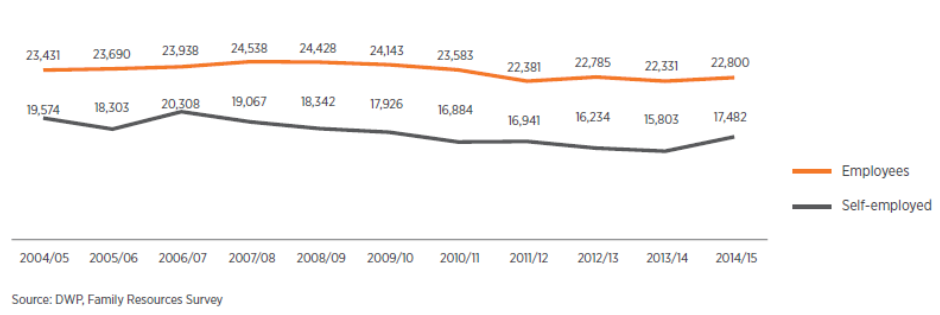 23,431 23,690 23,938 24,538 24,428 24,143 23,583 22,381 22,785 22,331 22,800
19,574 18,303 20,308 19,067 18,342 17,926 16,884 16,941 16,234 15,803 17,482
Employees
Self-employed
2004/05 2005/06 2006/07 2007/08 2008/09 2009/10 2010/11 2011/12 2012/13 2013/14 2014/15
Source: DWP, Family Resources Survey